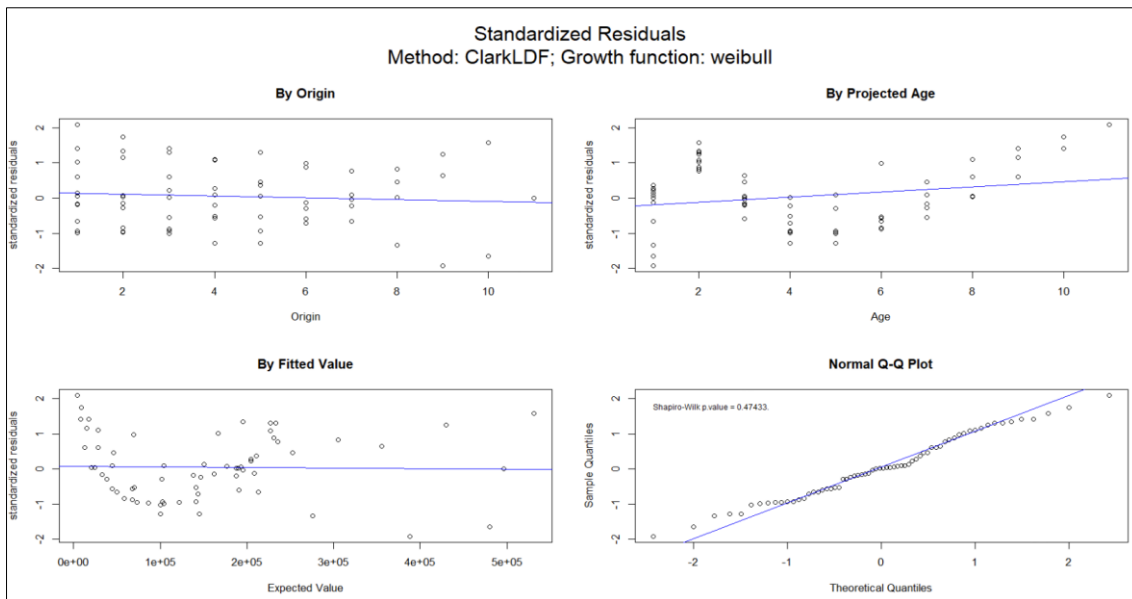 Standardized Residuals
Method: ClarkLDF; Growth function: weibull
By Origin
standardized residuals
2
1
0
-1
-2
2
4
6
8
10
Origin
By Projected Age
standardized residuals
2
1
0
-1
-2
2
4
6
8
10
Age
By Fitted Value
standardized residuals
2
1
0
-1
-2
0e+00
1e+05
2e+05
3e+05
4e+05
5e+05
Expected Value
Normal Q-Q Plot
Shapiro-Wilk p.value = 0.47433.
Sample Quantiles
2
1
0
-1
-2
-2
-1
0
1
2
Theoretical Quantiles